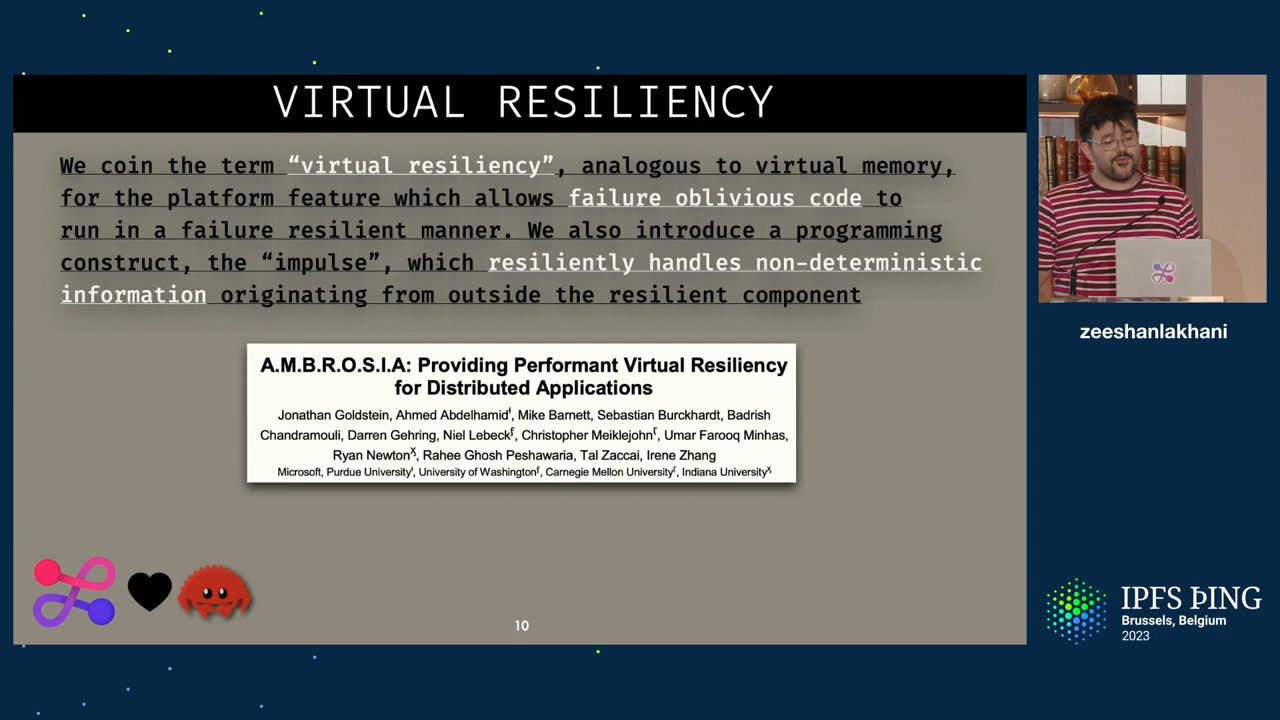 VIRTUAL RESILIENCY
We coin the term “virtual resiliency”, analogous to virtual memory,
for the platform feature which allows failure oblivious code to
run in a failure resilient manner. We also introduce a programming
construct, the “impulse”, which resiliently handles non-deterministic
information originating from outside the resilient component
A.M.B.R.O.S.I.A: Providing Performant Virtual Resiliency
for Distributed Applications
Jonathan Goldstein, Ahmed Abdelhamid, Mike Barnett, Sebastian Burckhardt, Badrish
Chandramouli, Darren Gehring, Niel Lebeck, Christopher Meiklejohn, Umar Farooq Minhas,
Ryan Newton, Rahee Ghosh Peshawaria, Tal Zaccai, Irene Zhang
Microsoft, Purdue University, University of Washington, Carnegie Mellon University, Indiana University
10
zeeshanlakhani
IPFS ÞING
Brussels, Belgium
2023